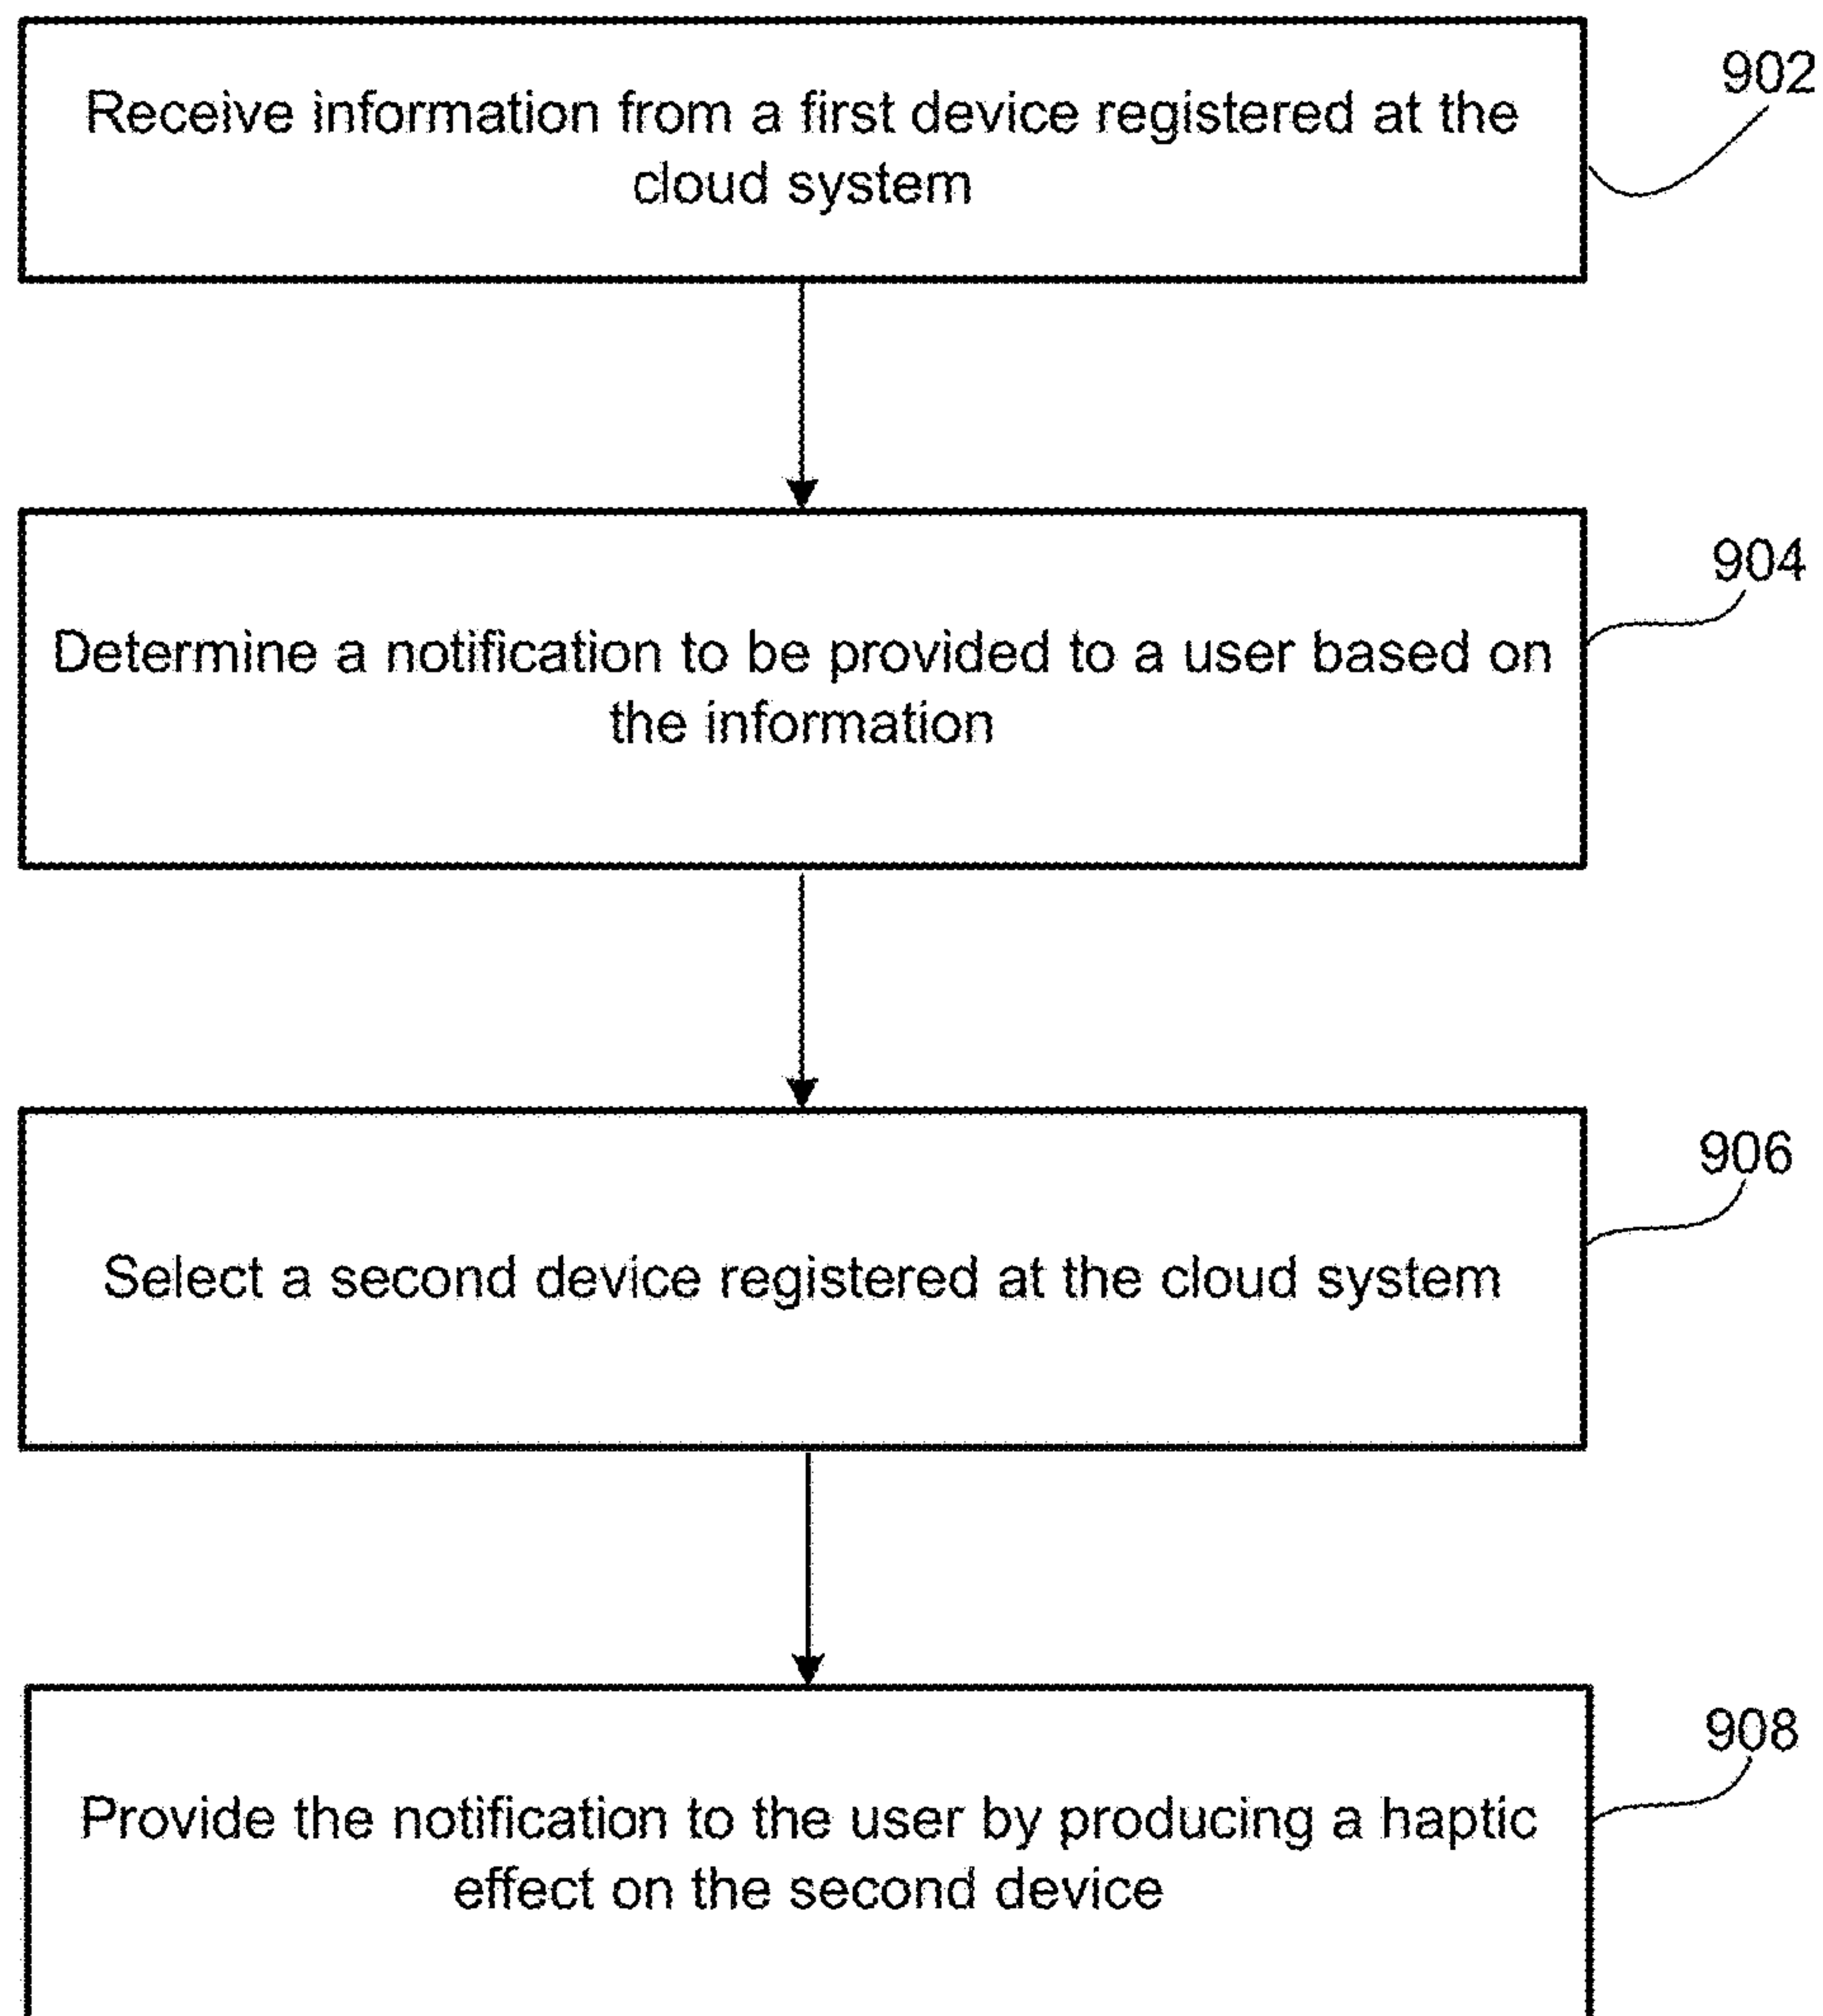 Receive information from a first device registered at the
cloud system
902
Determine a notification to be provided to a user based on
the information
904
Select a second device registered at the cloud system
906
Provide the notification to the user by producing a haptic
effect on the second device
908